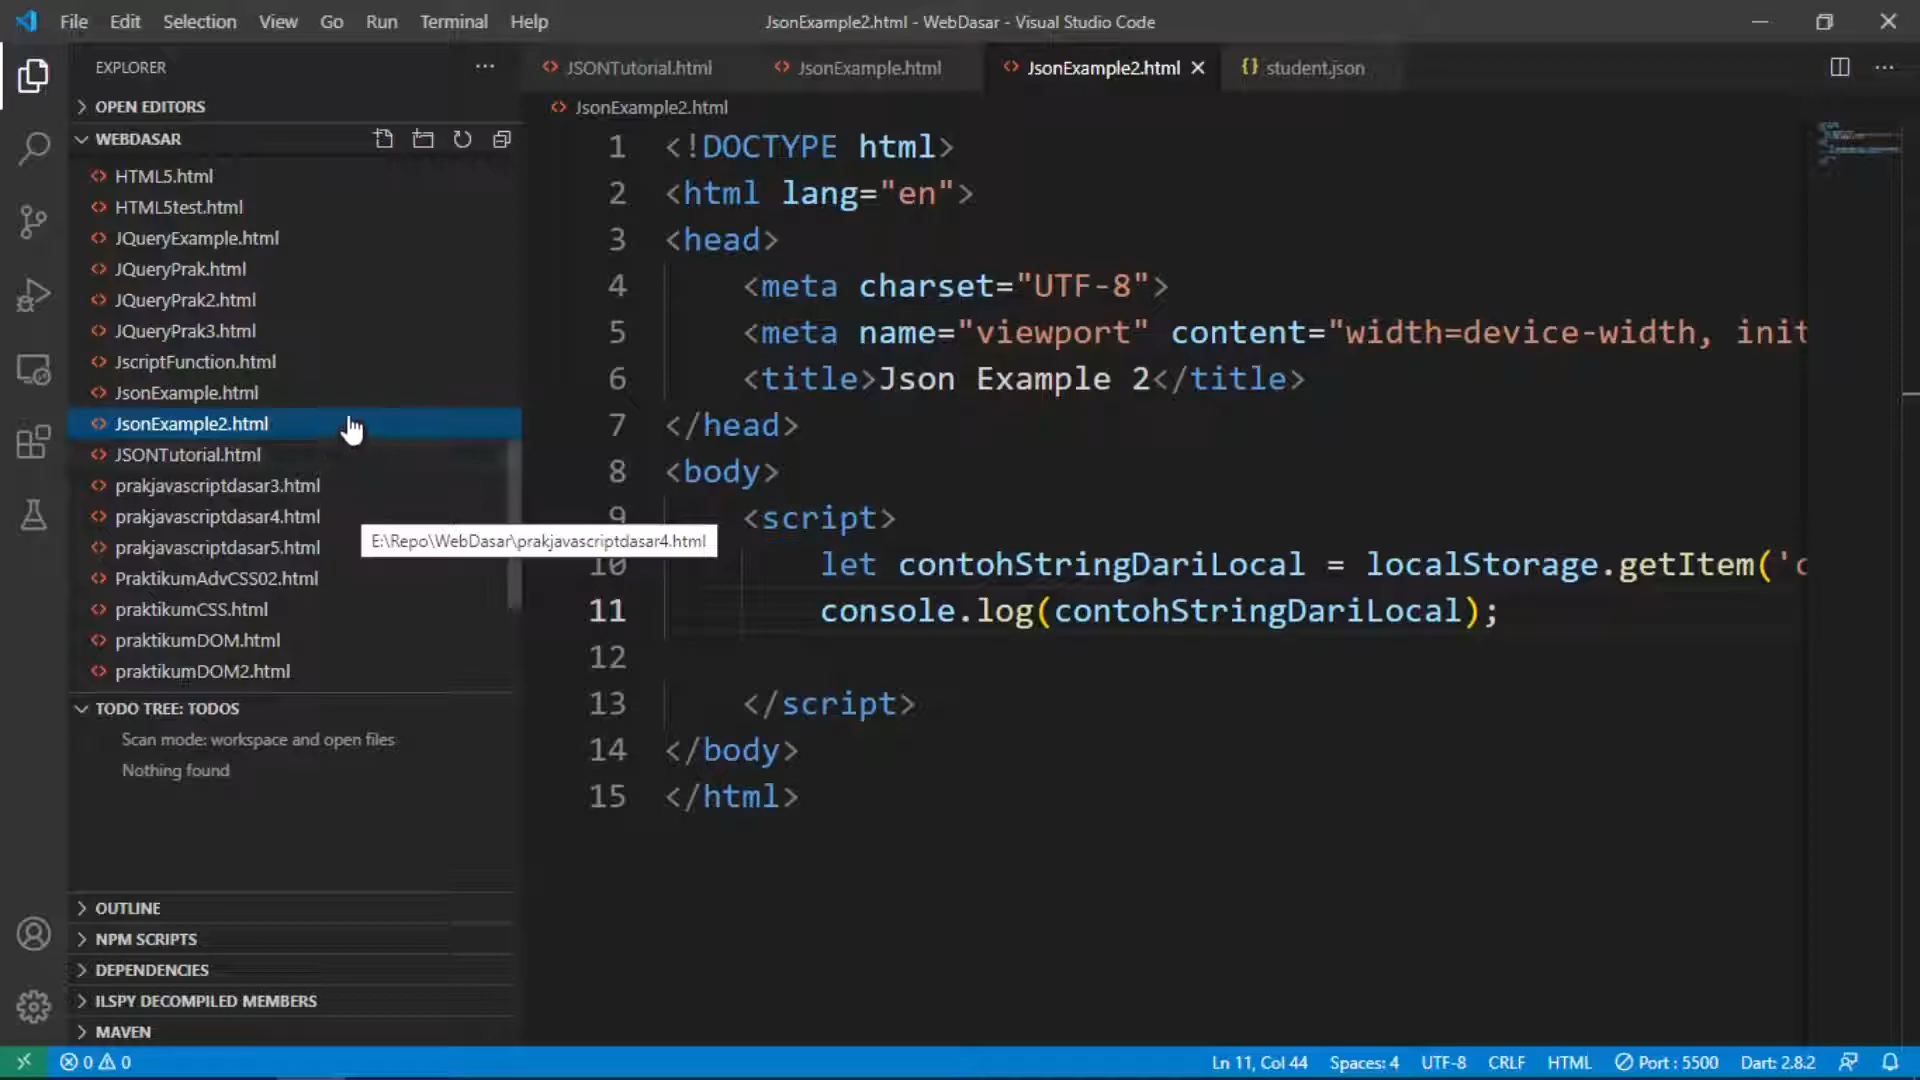 File Edit Selection View Go Run Terminal Help
JsonExample2.html - WebDasar - Visual Studio Code
EXPLORER
OPEN EDITORS
WEBDASAR
HTML5.html
HTML5test.html
JQueryExample.html
JQueryPrak.html
JQueryPrak2.html
JQueryPrak3.html
JscriptFunction.html
JsonExample.html
JsonExample2.html
JSONTutorial.html
prakjavascriptdasar3.html
prakjavascriptdasar4.html
prakjavascriptdasar5.html
PraktikumAdvCSS02.html
praktikumCSS.html
praktikumDOM.html
praktikumDOM2.html
E:\Repo\WebDasar\prakjavascriptdasar4.html
TODO TREE: TODOS
Scan mode: workspace and open files
Nothing found
OUTLINE
NPM SCRIPTS
DEPENDENCIES
ILSPY DECOMPILED MEMBERS
MAVEN
JSONTutorial.html JsonExample.html JsonExample2.html {} student.json
JsonExample2.html
1 <!DOCTYPE html>
2 <html lang="en">
3 <head>
4 <meta charset="UTF-8">
5 <meta name="viewport" content="width=device-width, init
6 <title>Json Example 2</title>
7 </head>
8 <body>
9 <script>
10 let contohStringDariLocal = localStorage.getItem('c
11 console.log(contohStringDariLocal);
12
13 </script>
14 </body>
15 </html>
0 0 Ln 11, Col 44 Spaces: 4 UTF-8 CRLF HTML Port : 5500 Dart: 2.8.2